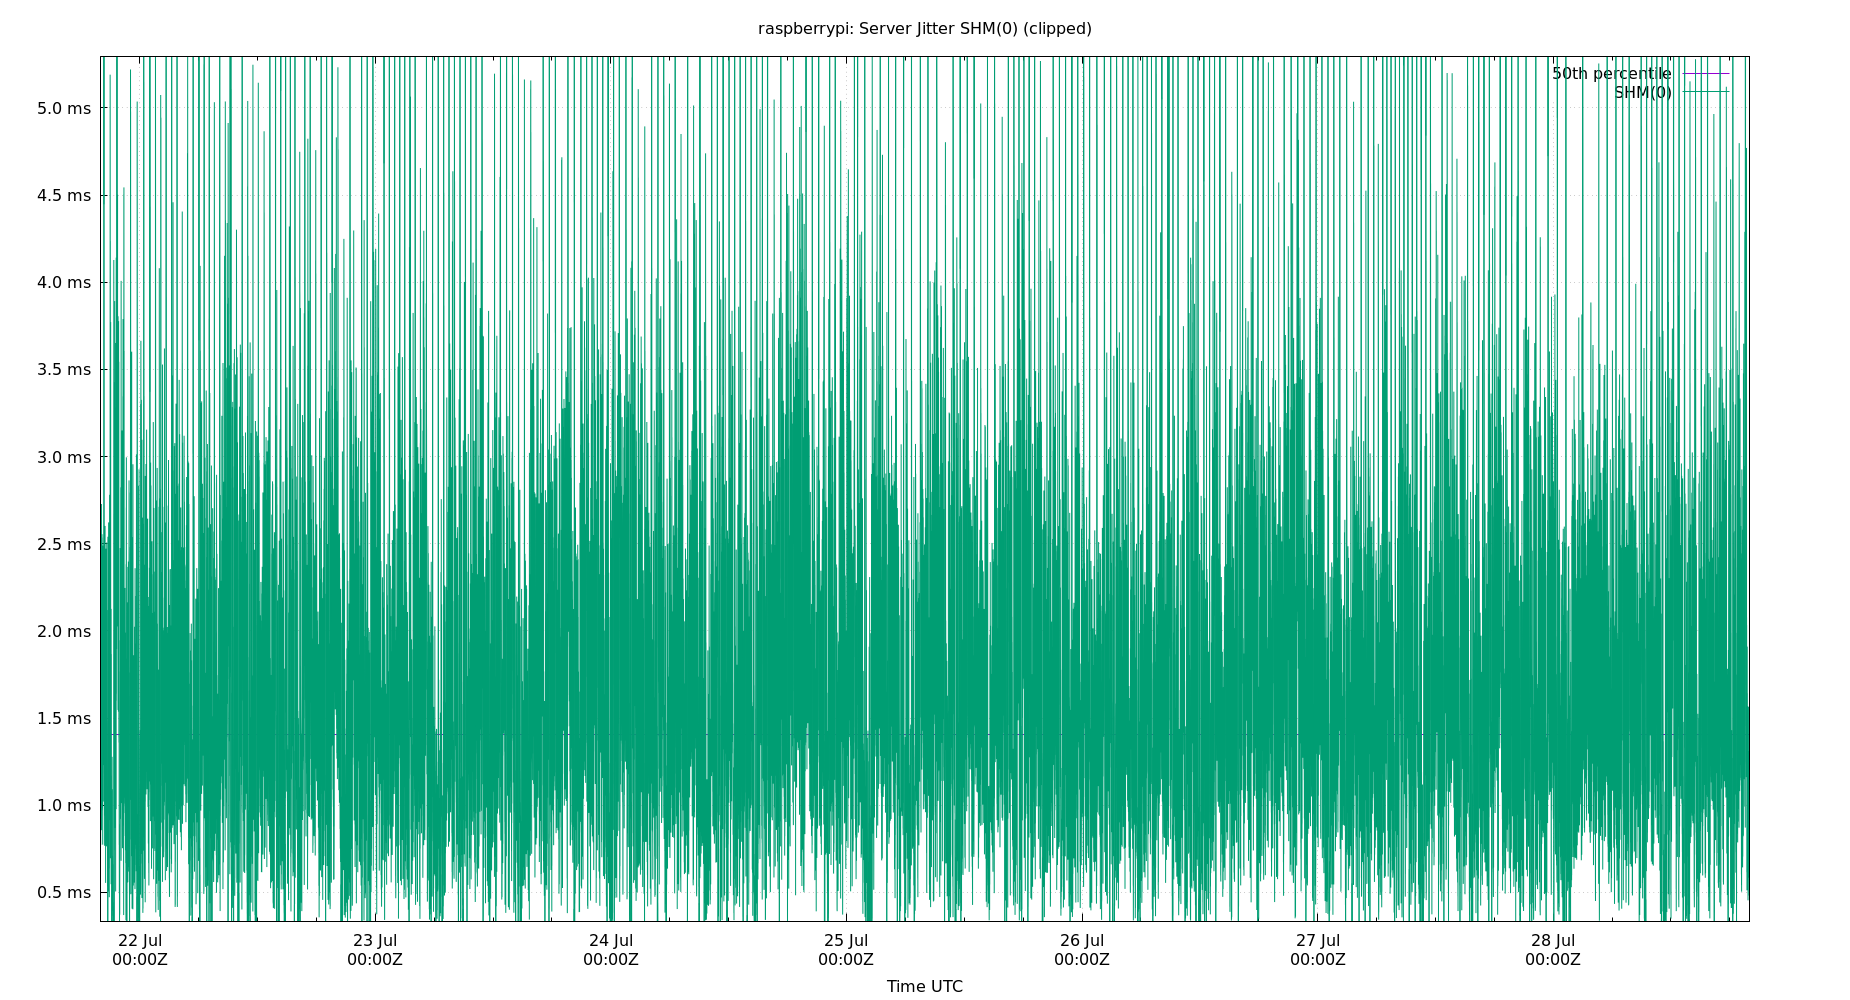 raspberrypi: Server Jitter SHM(0) (clipped)
50th percentile
SHM(0)
5.0 ms
4.5 ms
4.0 ms
3.5 ms
3.0 ms
2.5 ms
2.0 ms
1.5 ms
1.0 ms
0.5 ms
22 Jul 23 Jul 24 Jul 25 Jul 26 Jul 27 Jul 28 Jul
00:00Z 00:00Z 00:00Z 00:00Z 00:00Z 00:00Z 00:00Z
Time UTC